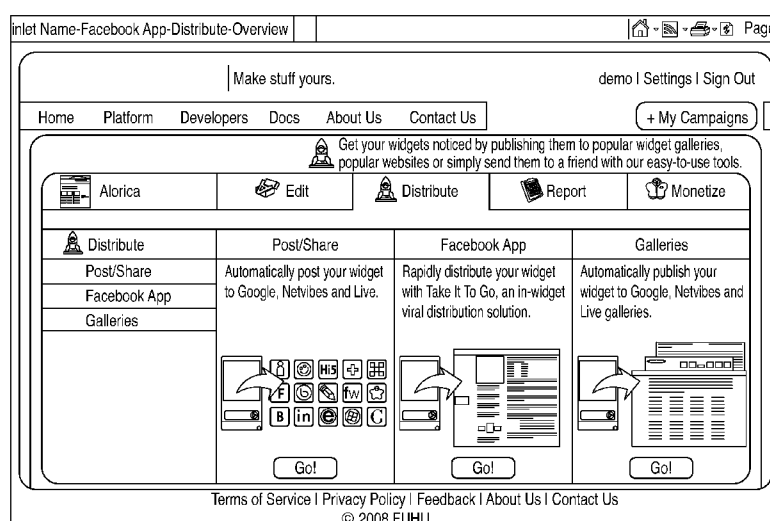 inlet Name-Facebook App-Distribute-Overview
Page
Make stuff yours.
demo | Settings | Sign Out
Home Platform Developers Docs About Us Contact Us
+ My Campaigns
Get your widgets noticed by publishing them to popular widget galleries,
popular websites or simply send them to a friend with our easy-to-use tools.
Alorica Edit Distribute Report Monetize
Distribute
Post/Share
Facebook App
Galleries
Post/Share
Automatically post your widget
to Google, Netvibes and Live.
Hi5
F fw
B in e C
Go!
Facebook App
Rapidly distribute your widget
with Take It To Go, an in-widget
viral distribution solution.
Go!
Galleries
Automatically publish your
widget to Google, Netvibes and
Live galleries.
Go!
Terms of Service | Privacy Policy | Feedback | About Us | Contact Us
© 2008 FUHU